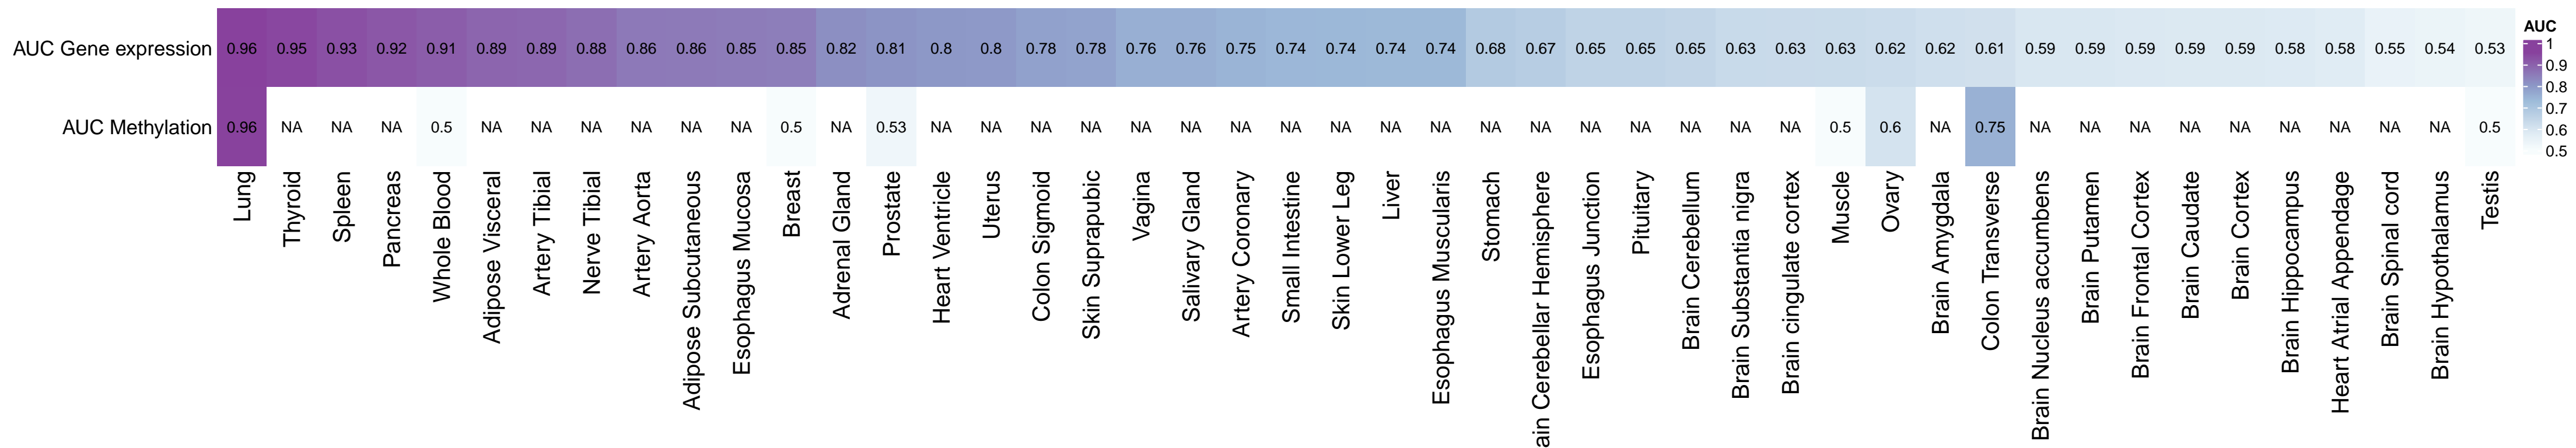 AUC Gene expression 0.96 0.95 0.93 0.92 0.91 0.89 0.89 0.88 0.86 0.86 0.85 0.85 0.82 0.81 0.8 0.8 0.78 0.78 0.76 0.76 0.75 0.74 0.74 0.74 0.74 0.68 0.67 0.65 0.65 0.65 0.63 0.63 0.63 0.62 0.62 0.61 0.59 0.59 0.59 0.59 0.59 0.58 0.58 0.55 0.54 0.53
AUC Methylation 0.96 NA NA NA 0.5 NA NA NA NA NA NA 0.5 NA 0.53 NA NA NA NA NA NA NA NA NA NA NA NA NA NA NA NA NA NA 0.5 0.6 NA 0.75 NA NA NA NA NA NA NA NA NA 0.5
Lung
Thyroid
Spleen
Pancreas
Whole Blood
Adipose Visceral
Artery Tibial
Nerve Tibial
Artery Aorta
Adipose Subcutaneous
Esophagus Mucosa
Breast
Adrenal Gland
Prostate
Heart Ventricle
Uterus
Colon Sigmoid
Skin Suprapubic
Vagina
Salivary Gland
Artery Coronary
Small Intestine
Skin Lower Leg
Liver
Esophagus Muscularis
Stomach
ain Cerebellar Hemisphere
Esophagus Junction
Pituitary
Brain Cerebellum
Brain Substantia nigra
Brain cingulate cortex
Muscle
Ovary
Brain Amygdala
Colon Transverse
Brain Nucleus accumbens
Brain Putamen
Brain Frontal Cortex
Brain Caudate
Brain Cortex
Brain Hippocampus
Heart Atrial Appendage
Brain Spinal cord
Brain Hypothalamus
Testis
AUC
1
0.9
0.8
0.7
0.6
0.5